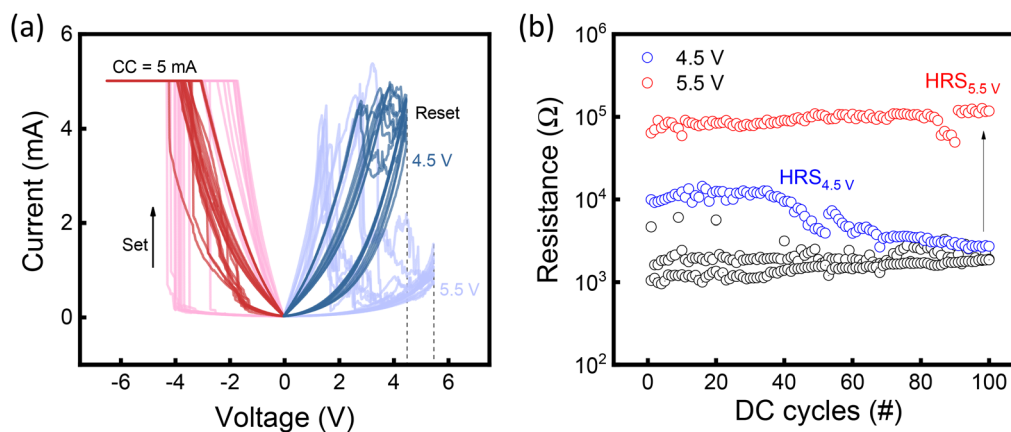 (a)
CC = 5 mA
Reset
4.5 V
Set
5.5 V
Current (mA)
6
4
2
0
-6 -4 -2 0 2 4 6
Voltage (V)
(b)
4.5 V
5.5 V
HRS5.5 V
HRS4.5 V
Resistance (Ω)
10^6
10^5
10^4
10^3
10^2
0 20 40 60 80 100
DC cycles (#)